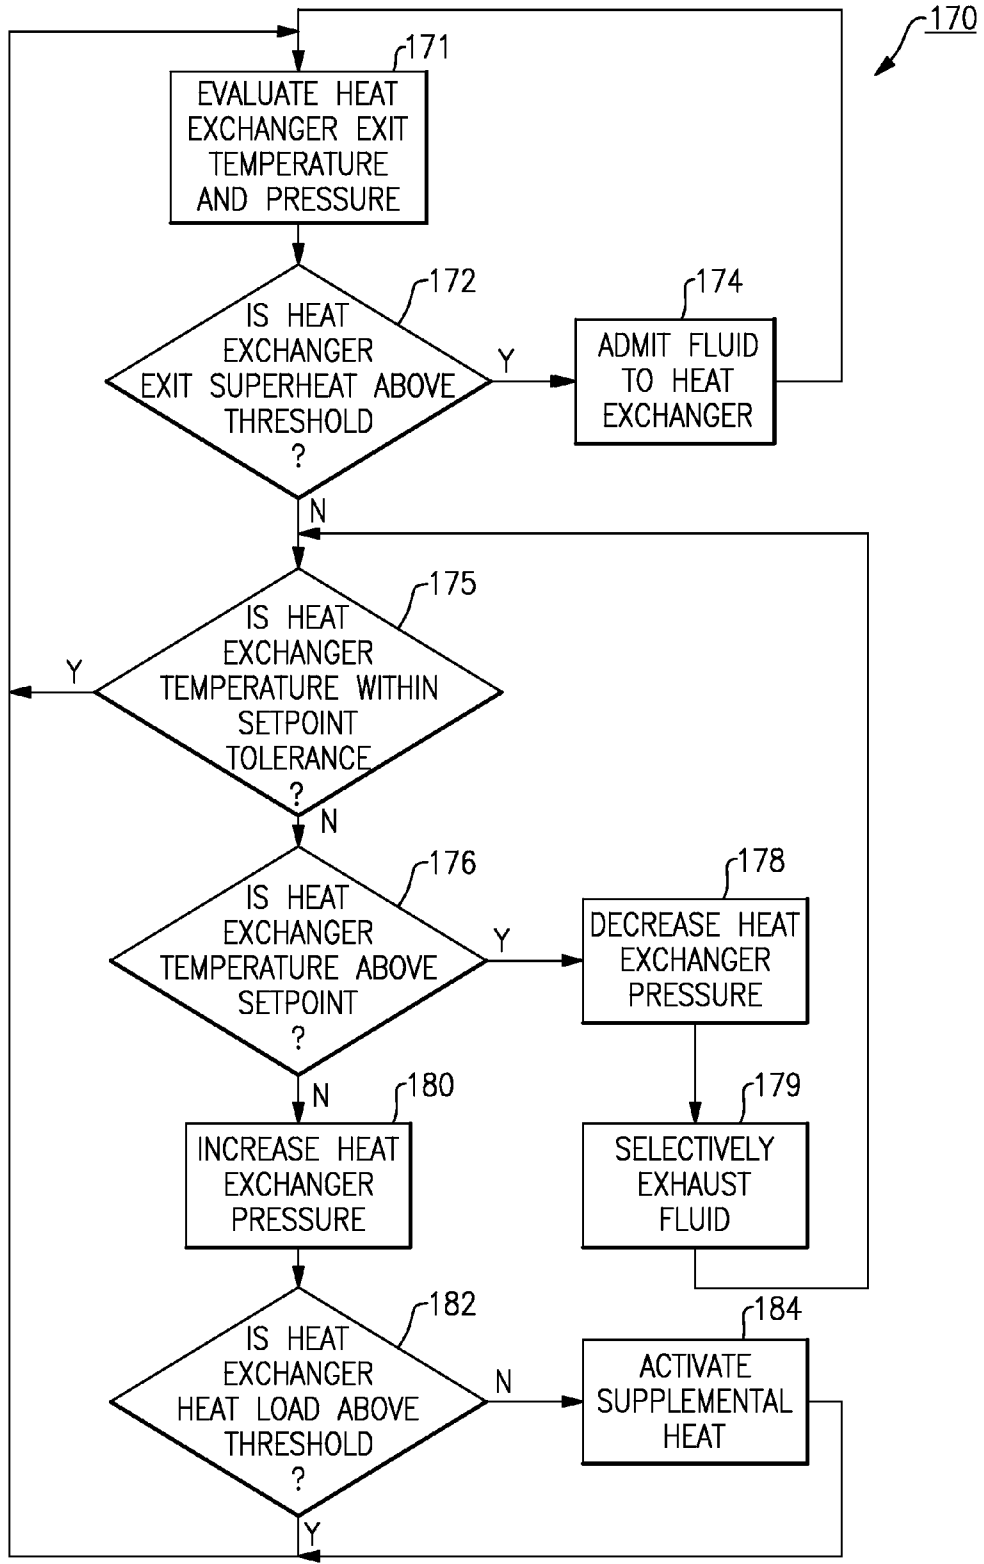 170
171
EVALUATE HEAT
EXCHANGER EXIT
TEMPERATURE
AND PRESSURE
172
IS HEAT
EXCHANGER
EXIT SUPERHEAT ABOVE
THRESHOLD
?
Y
174
ADMIT FLUID
TO HEAT
EXCHANGER
N
175
IS HEAT
EXCHANGER
TEMPERATURE WITHIN
SETPOINT
TOLERANCE
?
Y
N
176
IS HEAT
EXCHANGER
TEMPERATURE ABOVE
SETPOINT
?
Y
178
DECREASE HEAT
EXCHANGER
PRESSURE
179
SELECTIVELY
EXHAUST
FLUID
N
180
INCREASE HEAT
EXCHANGER
PRESSURE
182
IS HEAT
EXCHANGER
HEAT LOAD ABOVE
THRESHOLD
?
N
184
ACTIVATE
SUPPLEMENTAL
HEAT
Y